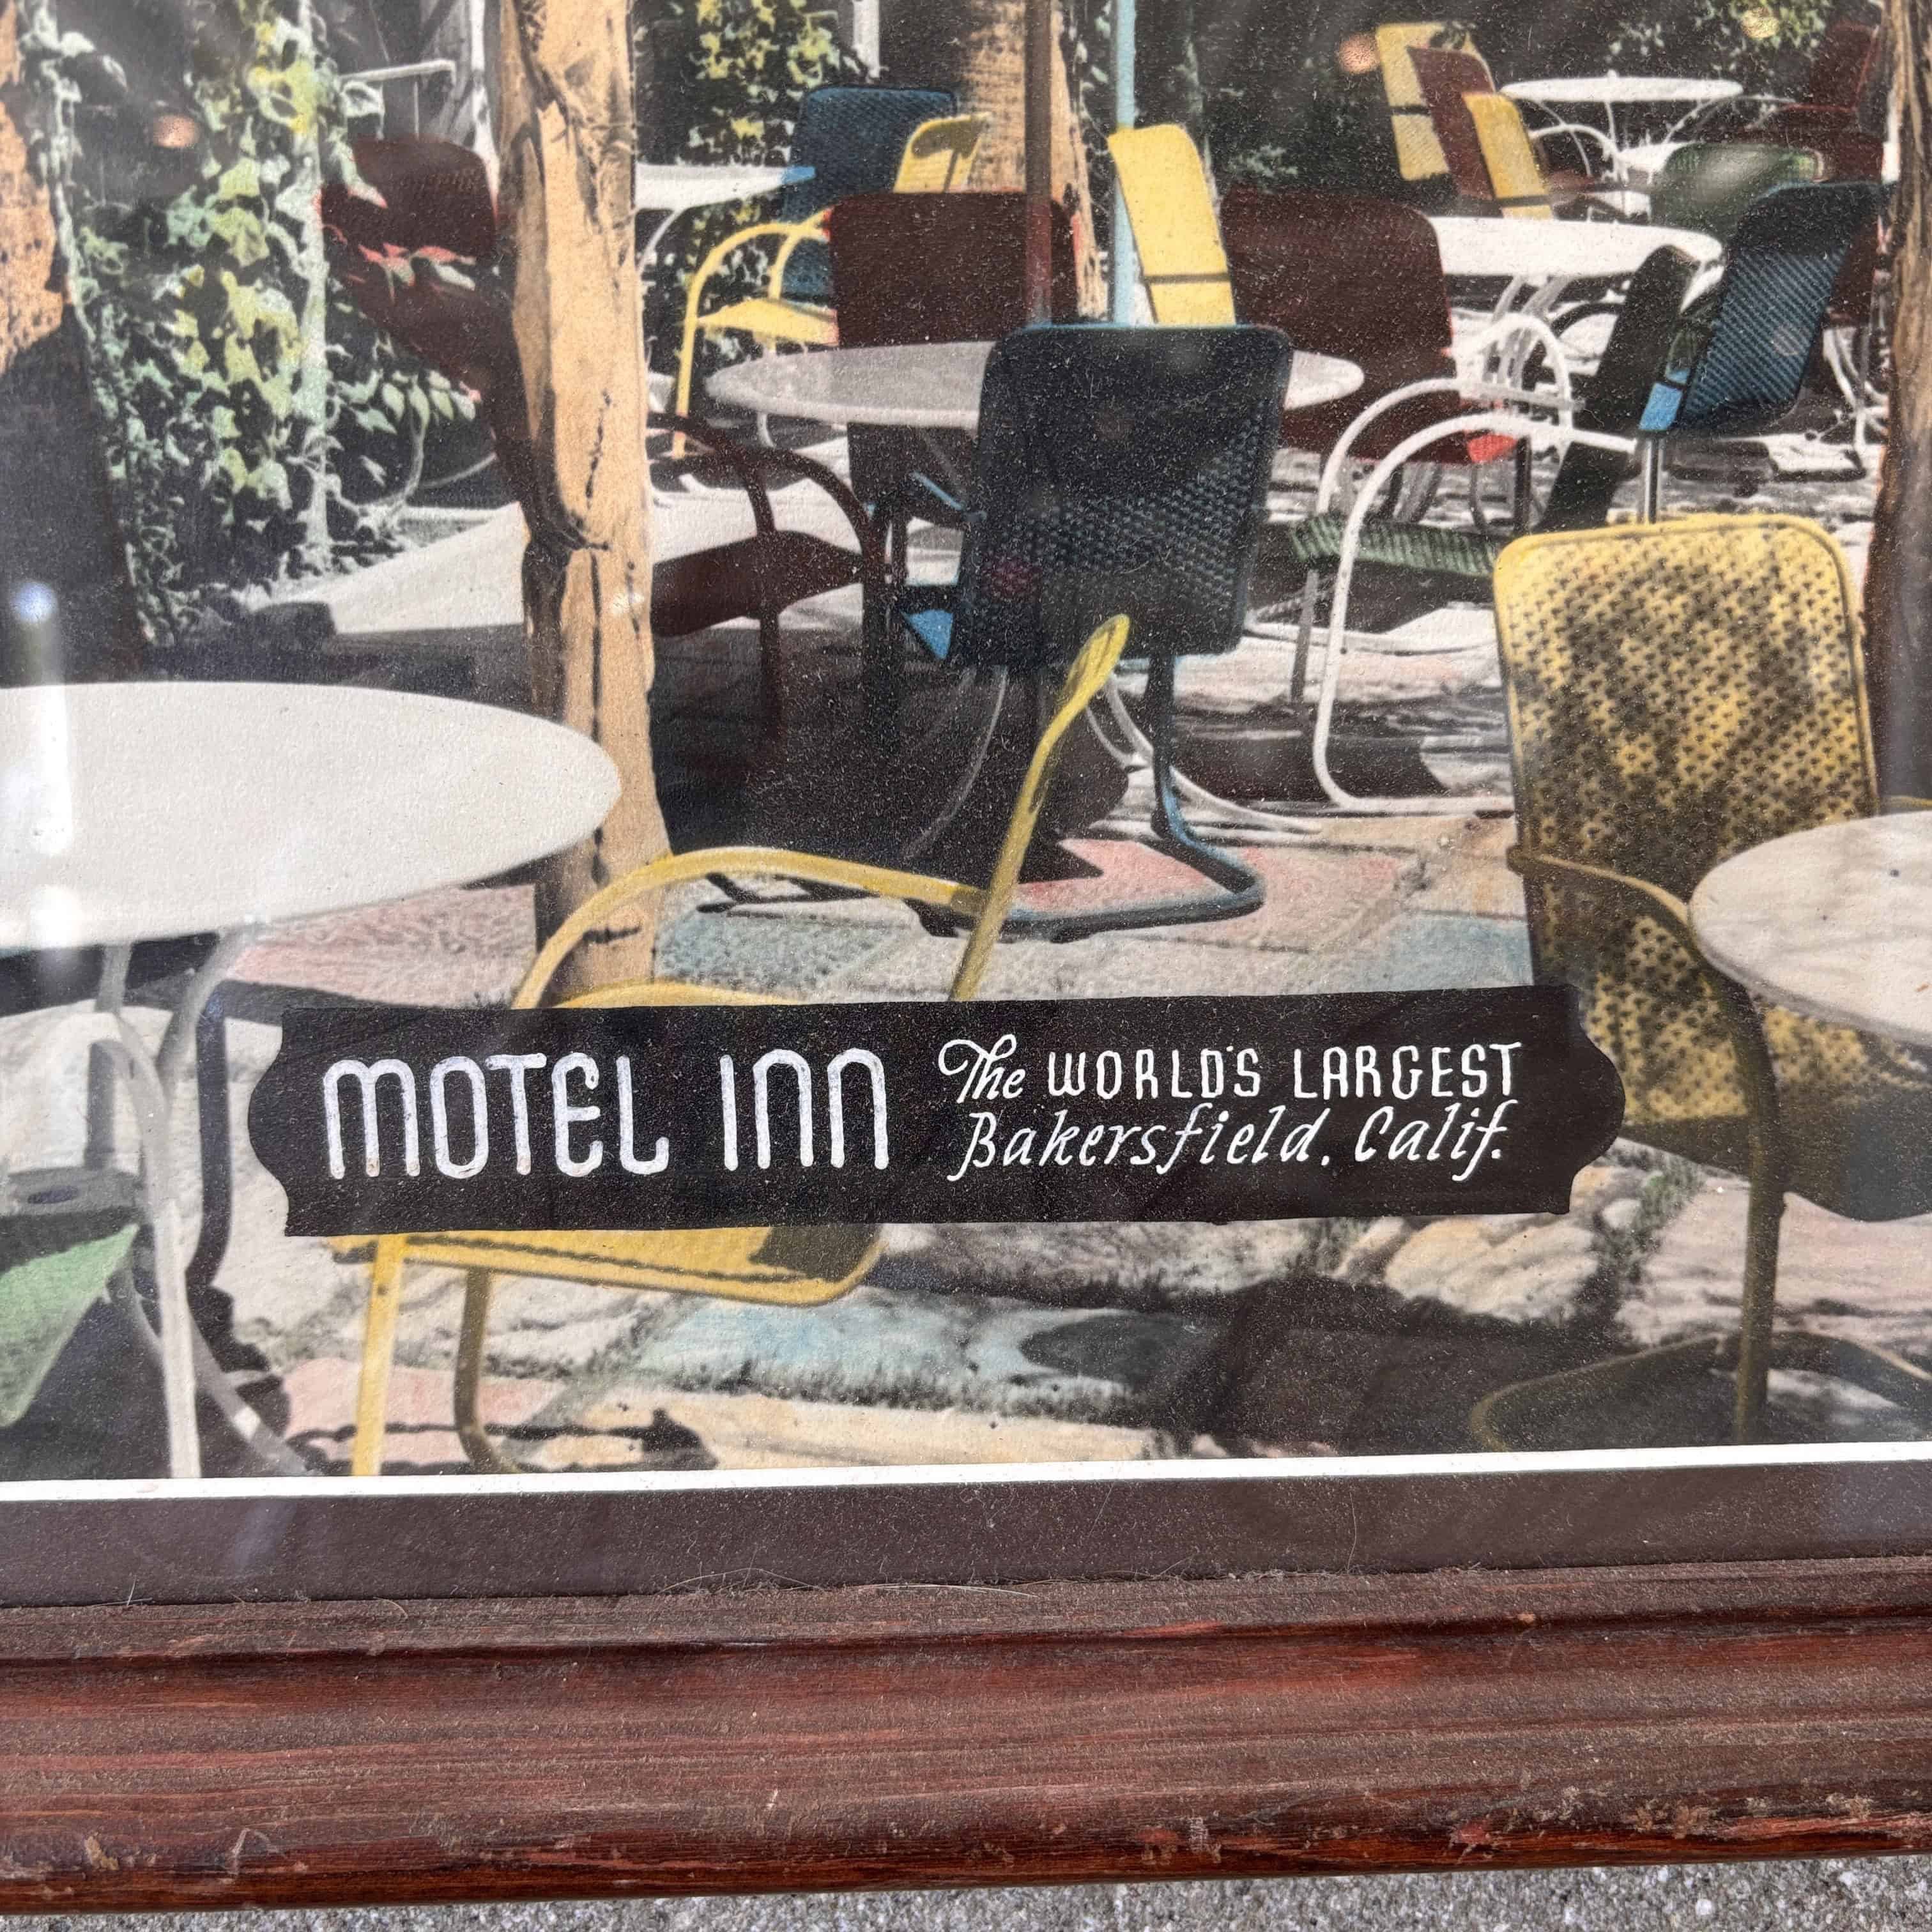 MOTEL INN
The WORLD'S LARGEST
Bakersfield, Calif.